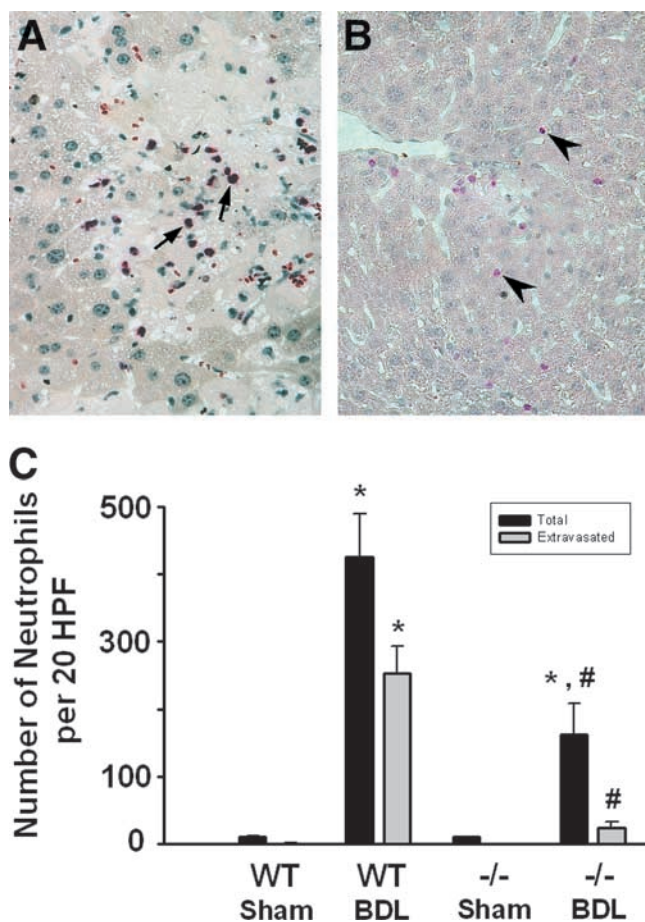 A
B
C
Number of Neutrophils
per 20 HPF
500
300
100
0
Total
Extravasated
*
*
* , #
#
WT
Sham
WT
BDL
-/-
Sham
-/-
BDL